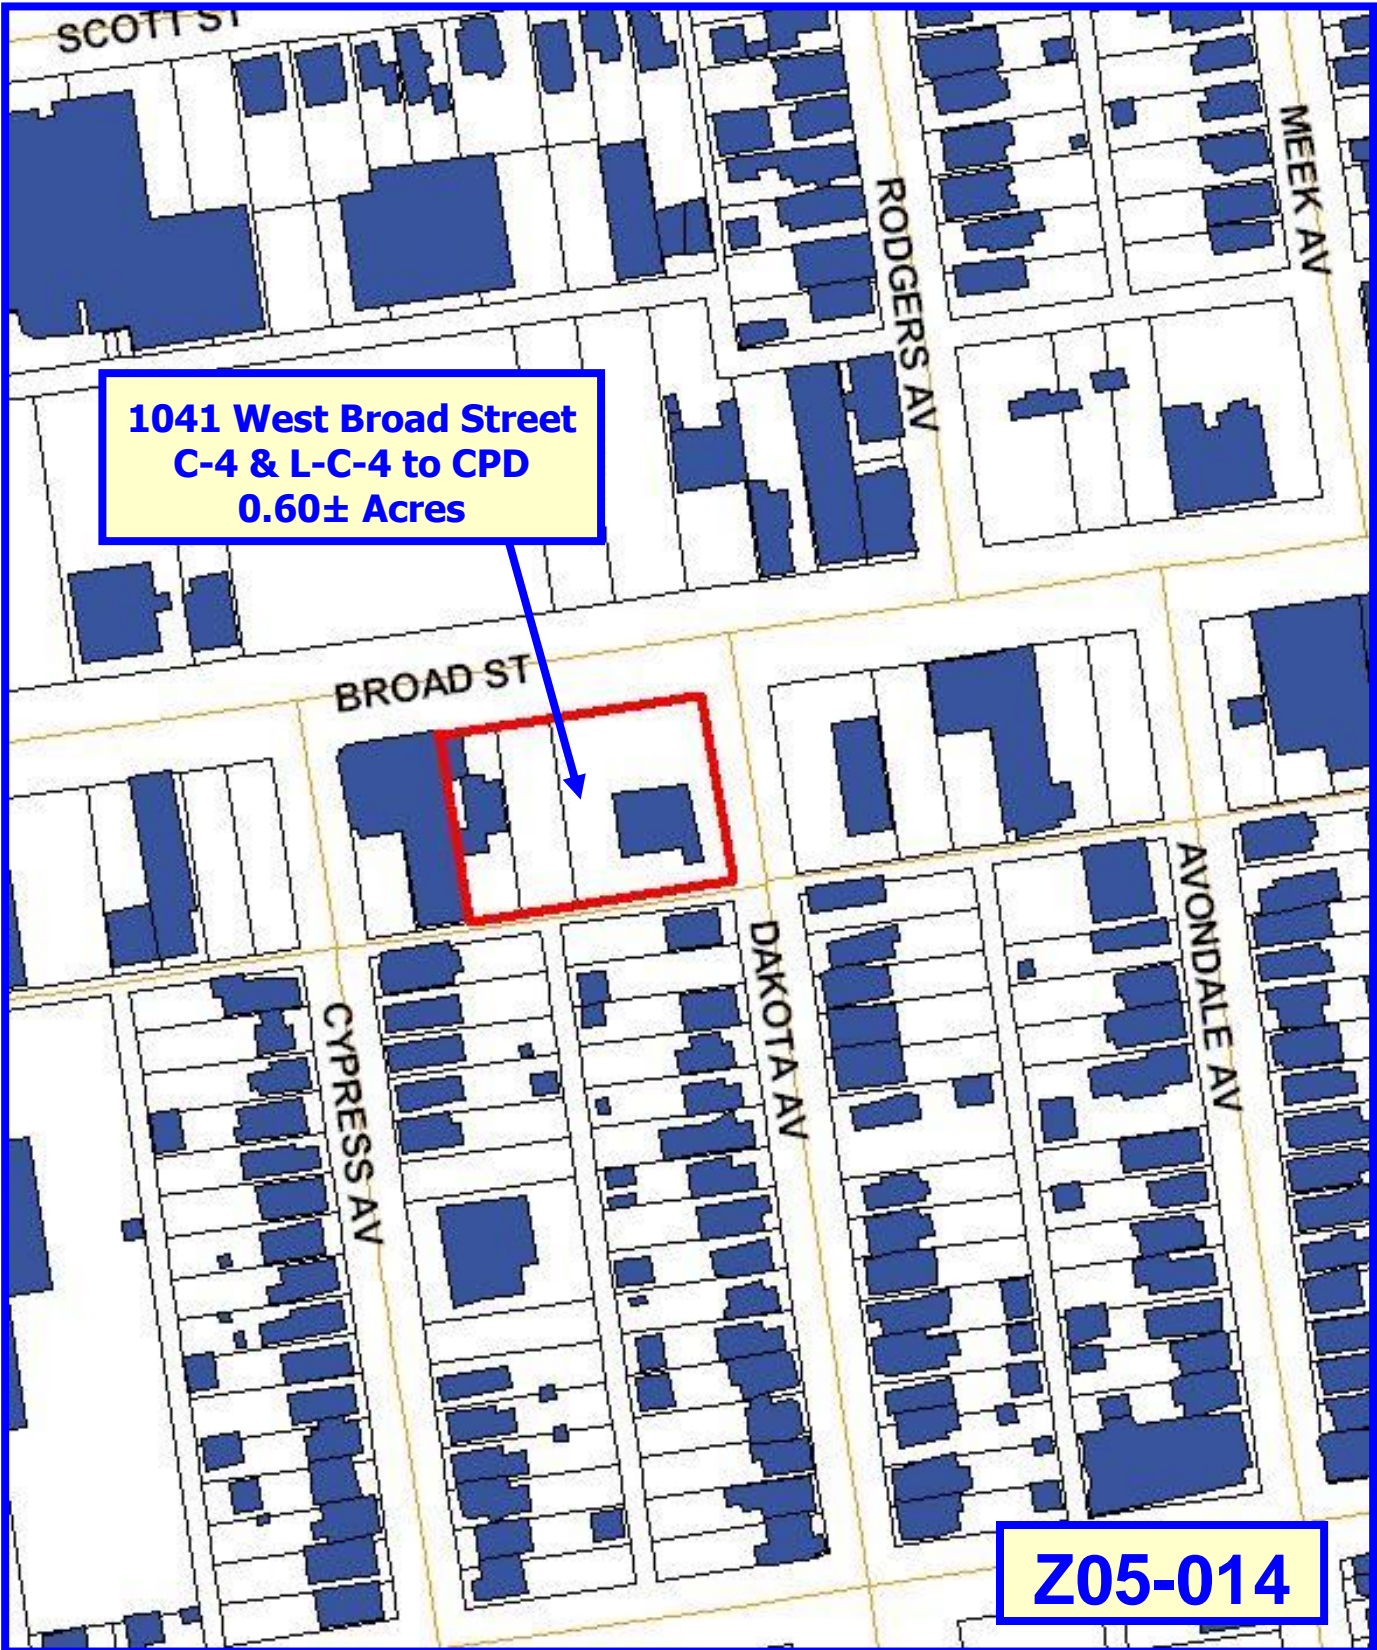 SCOTT ST
MEEK AV
RODGERS AV
1041 West Broad Street
C-4 & L-C-4 to CPD
0.60± Acres
BROAD ST
AVONDALE AV
DAKOTA AV
CYPRESS AV
Z05-014